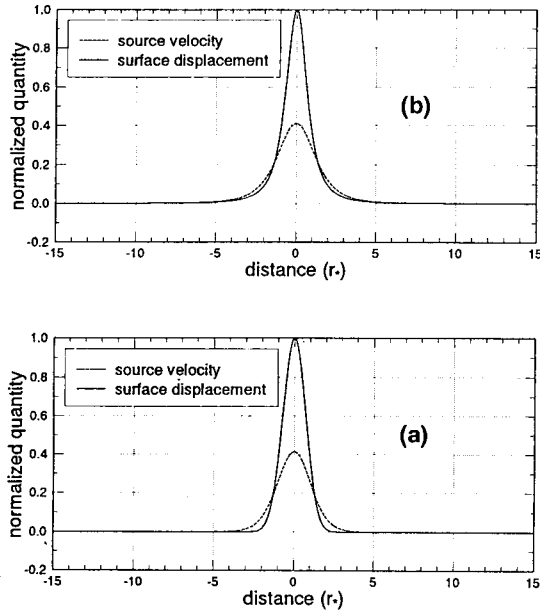 1.0
0.8
0.6
0.4
0.2
0.0
-0.2
normalized quantity
source velocity
surface displacement
(b)
-15 -10 -5 0 5 10 15
distance (r*)
1.0
0.8
0.6
0.4
0.2
0.0
-0.2
normalized quantity
source velocity
surface displacement
(a)
-15 -10 -5 0 5 10 15
distance (r*)